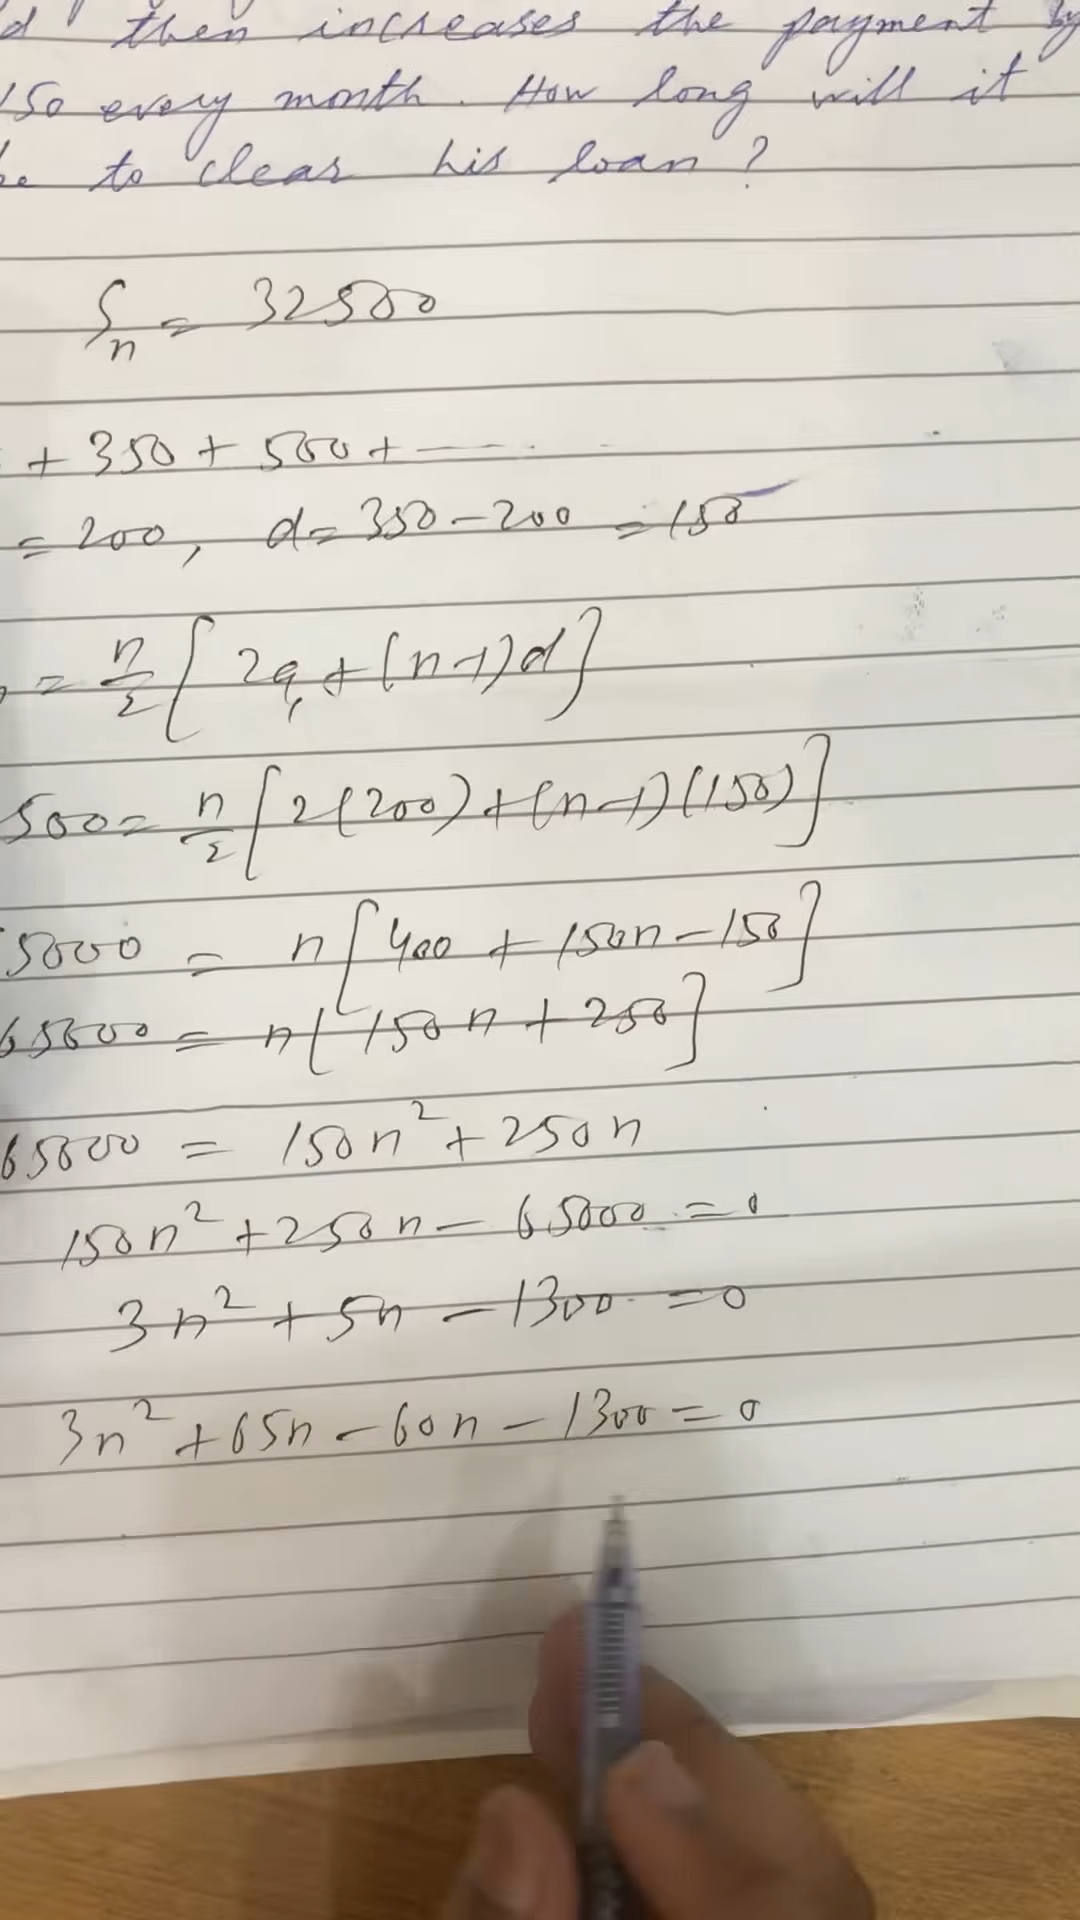 then increases the payment by
150 every month. How long will it
to clear his loan?
Sn = 32500
+ 350 + 500 + ---
= 200, d = 350 - 200 = 150
= n/2 [2a₁ + (n-1)d]
500 = n/2 [2(200) + (n-1)(150)]
5000 = n[400 + 150n - 150]
65000 = n[150n + 250]
65000 = 150n² + 250n
150n² + 250n - 65000 = 0
3n² + 5n - 1300 = 0
3n² + 65n - 60n - 1300 = 0